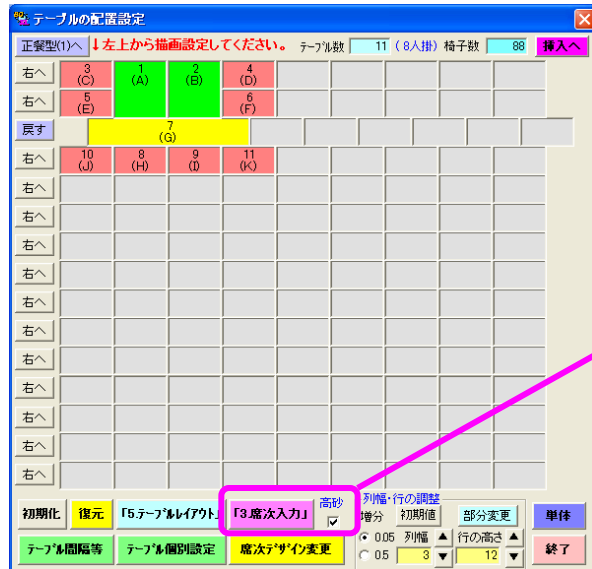 テーブルの配置設定
正餐型(1)へ ↓左上から描画設定してください。 テーブル数 11 (8人掛) 椅子数 88 挿入へ
右へ 3 1 2 4
(C) (A) (B) (D)
右へ 5 6
(E) (F)
戻す 7
(G)
右へ 10 8 9 11
(J) (H) (I) (K)
右へ
右へ
右へ
右へ
右へ
右へ
右へ
右へ
右へ
右へ
右へ
初期化 復元 「5.テーブルレイアウト」 「3.席次入力」 高砂 列幅・行の調整
増分 初期値 部分変更 単体
テーブル間隔等 テーブル個別設定 席次デザイン変更 0.05 列幅 ▲ 行の高さ ▲
0.5 3 ▼ 12 ▼ 終了